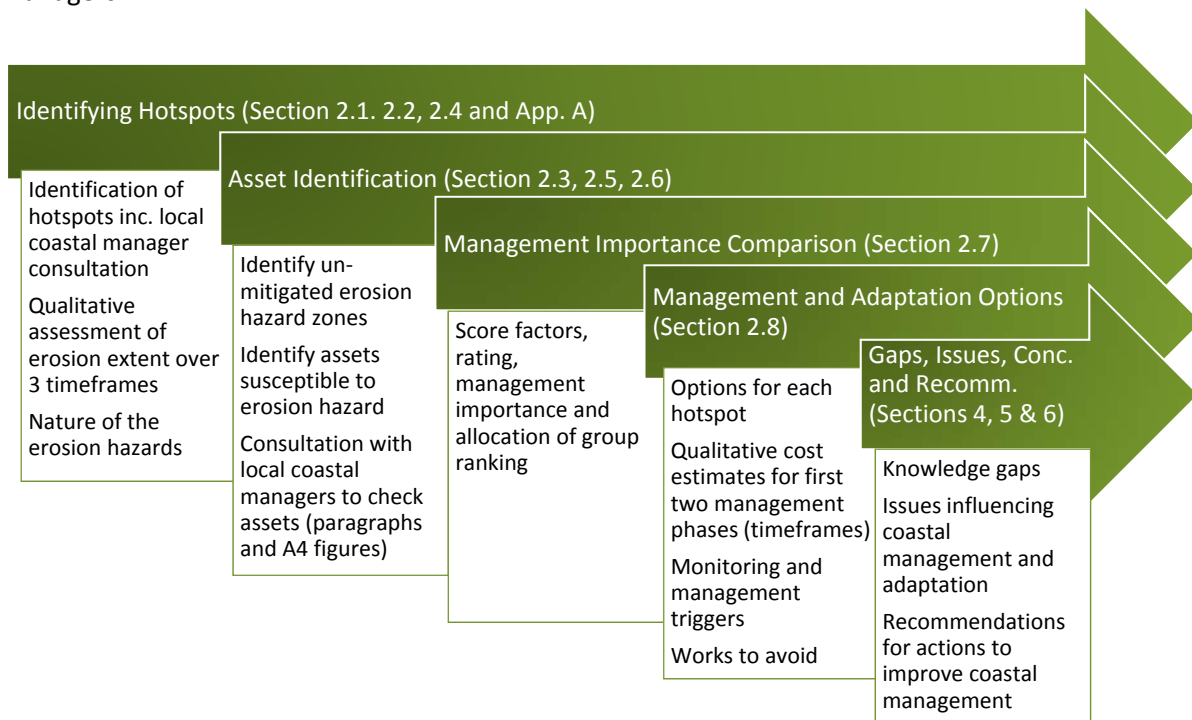 Identifying Hotspots (Section 2.1. 2.2, 2.4 and App. A)
Identification of
hotspots inc. local
coastal manager
consultation
Qualitative
assessment of
erosion extent over
3 timeframes
Nature of the
erosion hazards
Asset Identification (Section 2.3, 2.5, 2.6)
Identify un-
mitigated erosion
hazard zones
Identify assets
susceptible to
erosion hazard
Consultation with
local coastal
managers to check
assets (paragraphs
and A4 figures)
Management Importance Comparison (Section 2.7)
Score factors,
rating,
management
importance and
allocation of group
ranking
Management and Adaptation Options
(Section 2.8)
Options for each
hotspot
Qualitative cost
estimates for first
two management
phases (timeframes)
Monitoring and
management
triggers
Works to avoid
Gaps, Issues, Conc.
and Recomm.
(Sections 4, 5 & 6)
Knowledge gaps
Issues influencing
coastal
management and
adaptation
Recommendations
for actions to
improve coastal
management